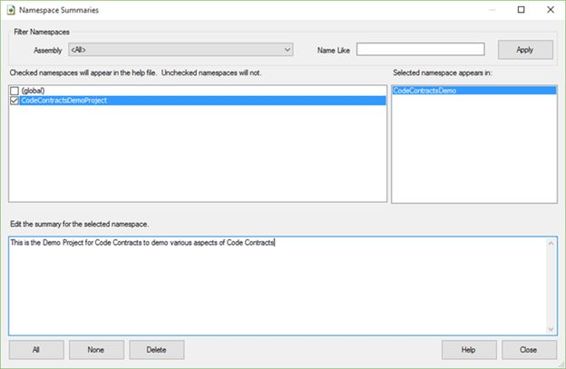 Namespace Summaries
Filter Namespaces
Assembly <All> Name Like Apply
Checked namespaces will appear in the help file. Unchecked namespaces will not. Selected namespace appears in:
(global) CodeContractsDemo
CodeContractsDemoProject
Edit the summary for the selected namespace.
This is the Demo Project for Code Contracts to demo various aspects of Code Contracts
All None Delete Help Close